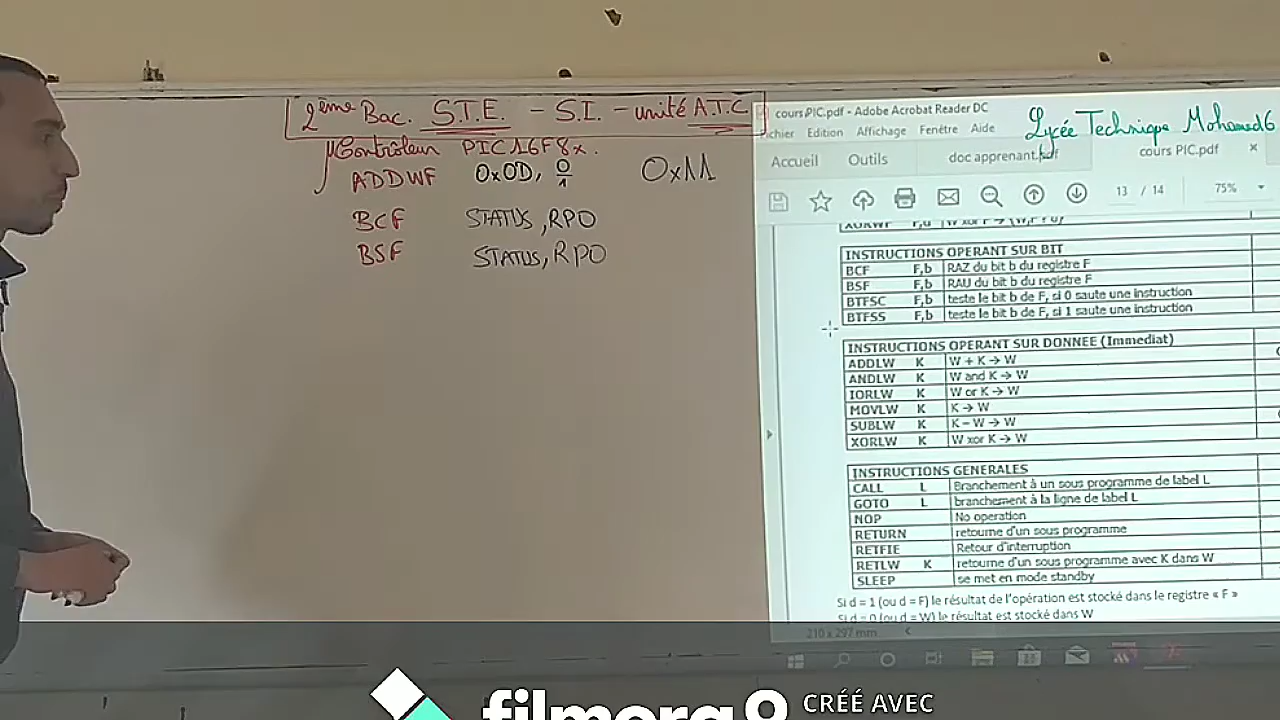 2ème Bac. S.T.E. - S.I. - unité A.T.C
µControleur PIC16F8x.
ADDWF 0x0D, 0/1 0x11
BCF STATUS,RP0
BSF STATUS,RP0
Lycée Technique Mohamed6
cours PIC.pdf - Adobe Acrobat Reader DC
Fichier Edition Affichage Fenêtre Aide
Accueil Outils doc apprenant.pdf cours PIC.pdf ×
13 / 14 75%
INSTRUCTIONS OPERANT SUR BIT
BCF F,b RAZ du bit b du registre F
BSF F,b RAU du bit b du registre F
BTFSC F,b teste le bit b de F, si 0 saute une instruction
BTFSS F,b teste le bit b de F, si 1 saute une instruction
INSTRUCTIONS OPERANT SUR DONNEE (Immediat)
ADDLW K W + K → W
ANDLW K W and K → W
IORLW K W or K → W
MOVLW K K → W
SUBLW K K – W → W
XORLW K W xor K → W
INSTRUCTIONS GENERALES
CALL L Branchement à un sous programme de label L
GOTO L branchement à la ligne de label L
NOP No operation
RETURN retourne d'un sous programme
RETFIE Retour d'interruption
RETLW K retourne d'un sous programme avec K dans W
SLEEP se met en mode standby
Si d = 1 (ou d = F) le résultat de l'opération est stocké dans le registre « F »
Si d = 0 (ou d = W) le résultat est stocké dans W
210 x 297 mm
CRÉÉ AVEC
filmora9